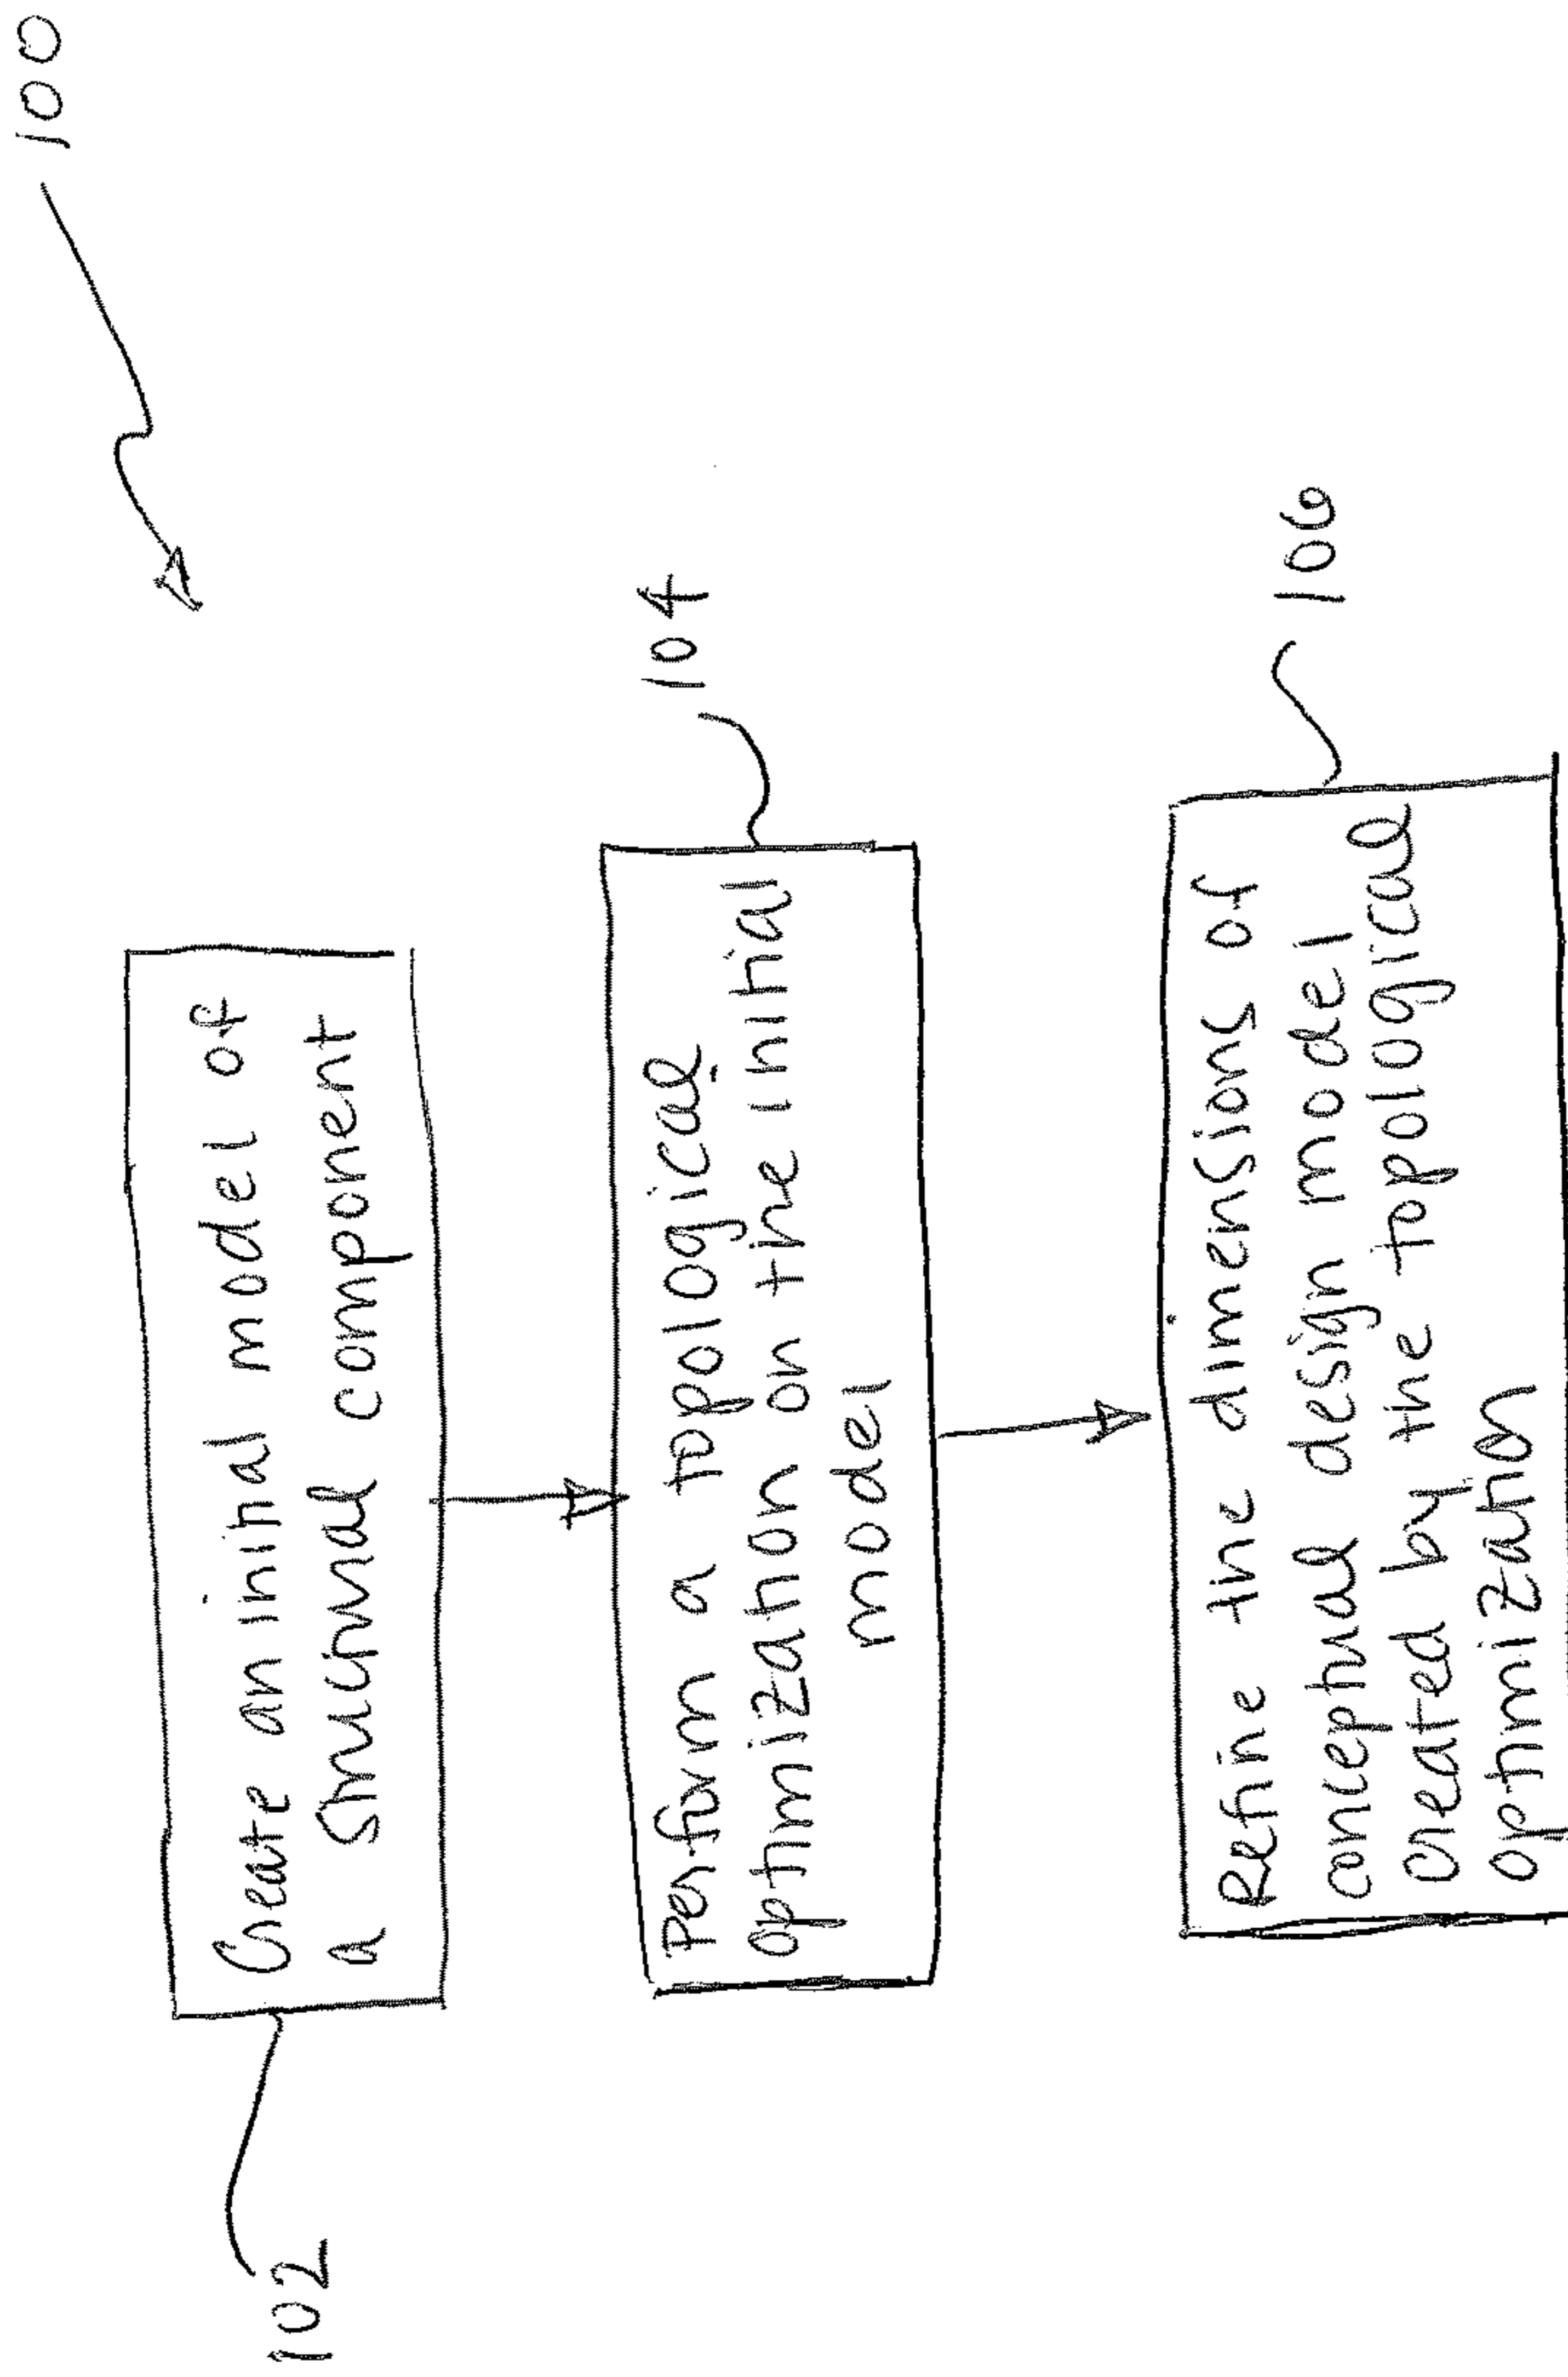 100
102
Create an initial model of
a structural component
104
Perform a topological
optimization on the initial
model
106
Refine the dimensions of
conceptual design model
created by the topological
optimization